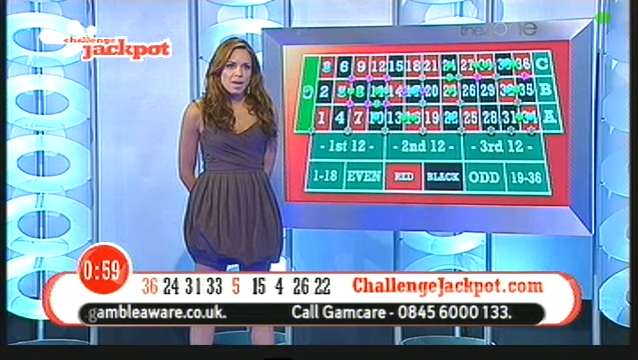 challenge
jackpot
the zone
3 6 9 12 15 18 21 24 27 30 33 36 C
0 2 5 8 11 14 17 20 23 26 29 32 35 B
1 4 7 10 13 16 19 22 25 28 31 34 A
- 1st 12 - - 2nd 12 - - 3rd 12 -
1-18 EVEN RED BLACK ODD 19-36
0:59 36 24 31 33 5 15 4 26 22 ChallengeJackpot.com
gambleaware.co.uk. Call Gamcare - 0845 6000 133.